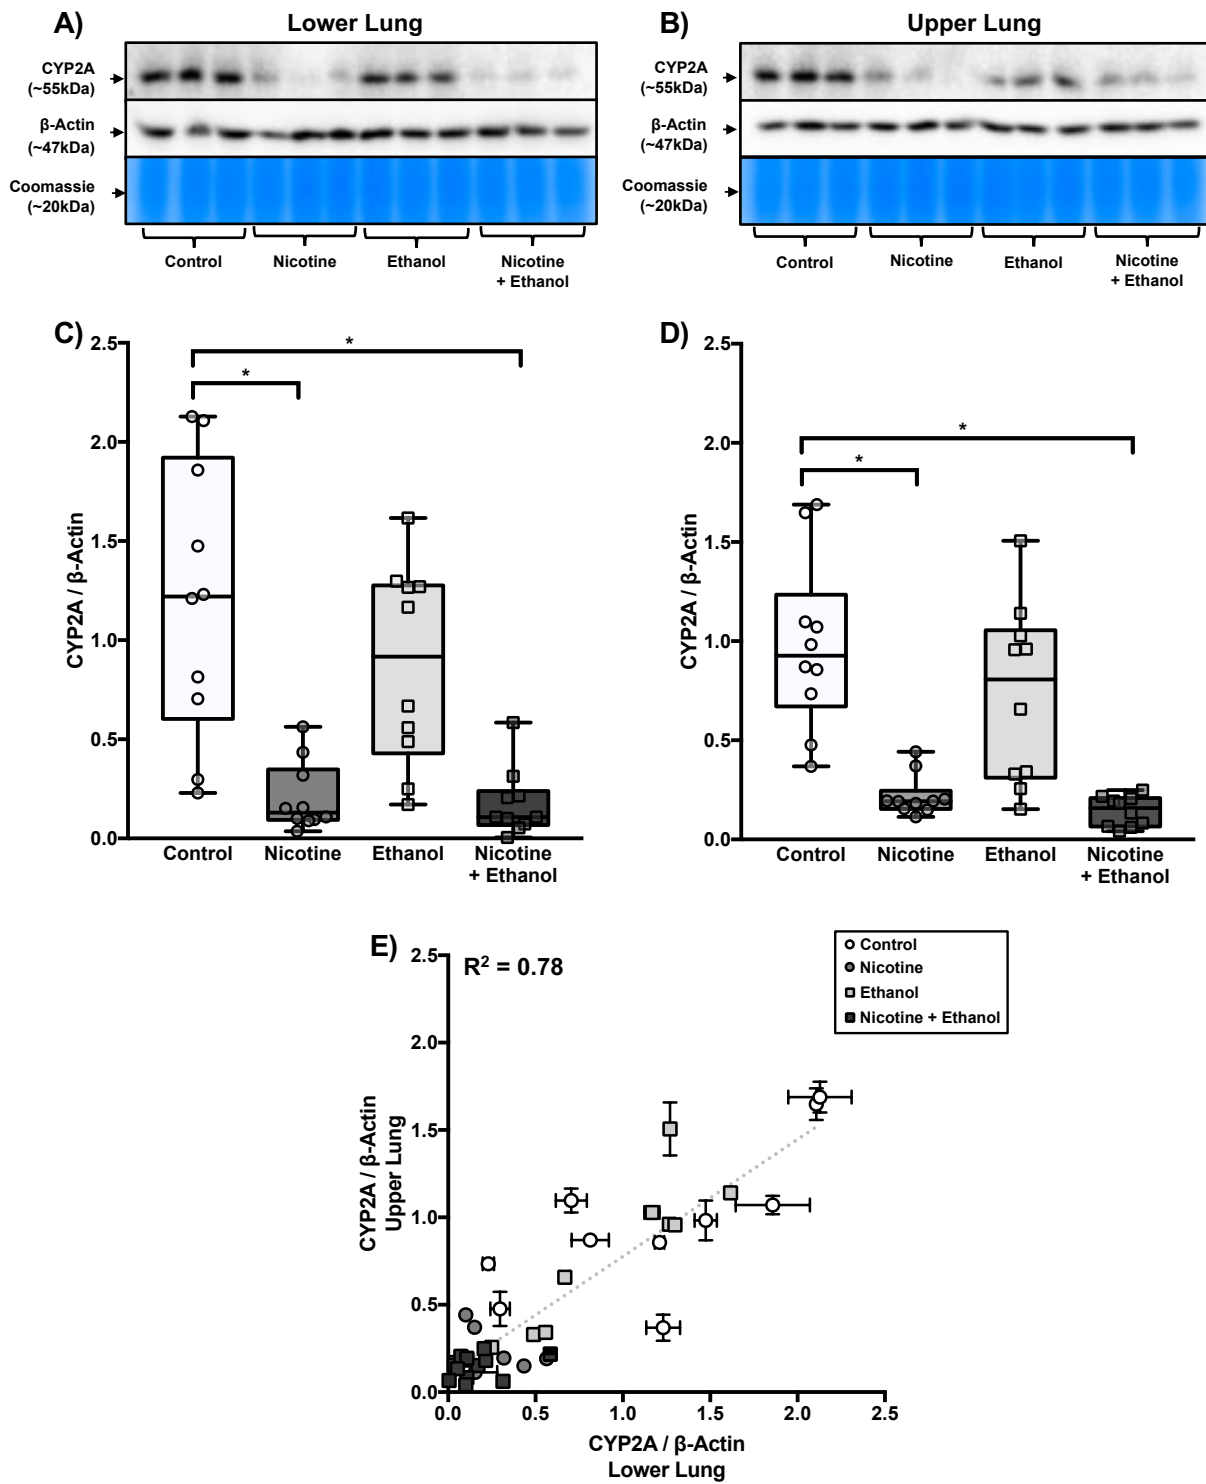 A) Lower Lung
CYP2A
(~55kDa)
β-Actin
(~47kDa)
Coomassie
(~20kDa)
Control Nicotine Ethanol Nicotine
+ Ethanol
B) Upper Lung
CYP2A
(~55kDa)
β-Actin
(~47kDa)
Coomassie
(~20kDa)
Control Nicotine Ethanol Nicotine
+ Ethanol
C)
CYP2A / β-Actin
2.5
2.0
1.5
1.0
0.5
0.0
*
*
Control Nicotine Ethanol Nicotine
+ Ethanol
D)
CYP2A / β-Actin
2.5
2.0
1.5
1.0
0.5
0.0
*
*
Control Nicotine Ethanol Nicotine
+ Ethanol
E)
R² = 0.78
CYP2A / β-Actin
Upper Lung
2.5
2.0
1.5
1.0
0.5
0.0
0.0 0.5 1.0 1.5 2.0 2.5
CYP2A / β-Actin
Lower Lung
Control
Nicotine
Ethanol
Nicotine + Ethanol